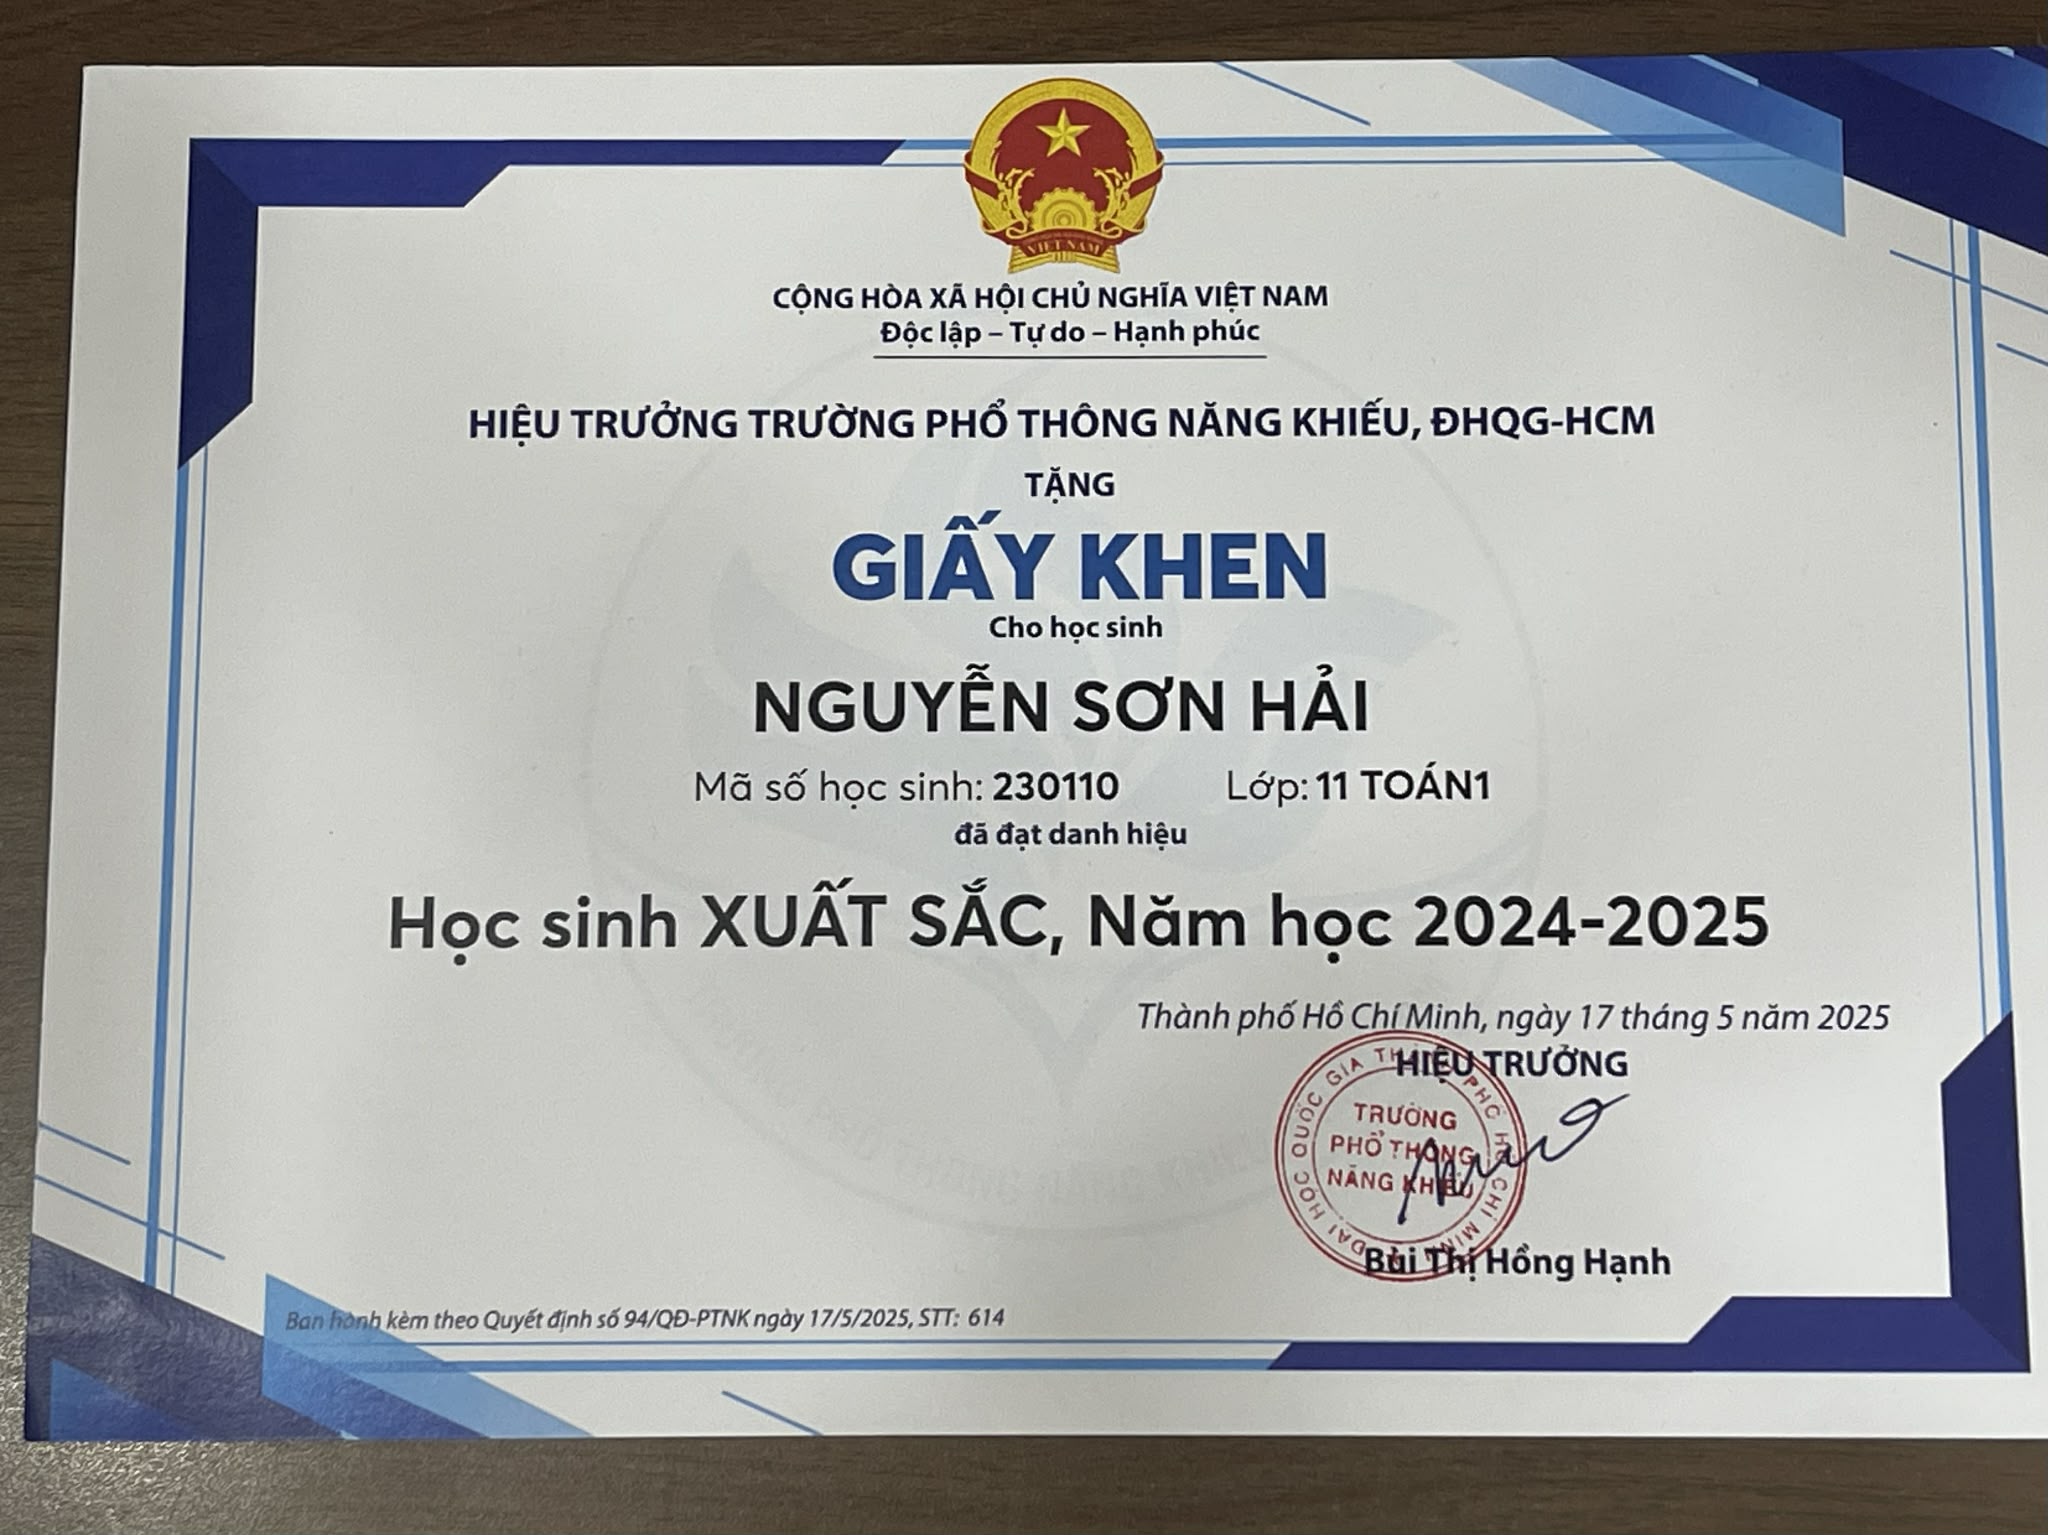 VIỆT NAM
CỘNG HÒA XÃ HỘI CHỦ NGHĨA VIỆT NAM
Độc lập – Tự do – Hạnh phúc
HIỆU TRƯỞNG TRƯỜNG PHỔ THÔNG NĂNG KHIẾU, ĐHQG-HCM
TẶNG
GIẤY KHEN
Cho học sinh
NGUYỄN SƠN HẢI
Mã số học sinh: 230110 Lớp: 11 TOÁN1
đã đạt danh hiệu
Học sinh XUẤT SẮC, Năm học 2024-2025
Thành phố Hồ Chí Minh, ngày 17 tháng 5 năm 2025
HIỆU TRƯỞNG
ĐẠI HỌC QUỐC GIA THÀNH PHỐ HỒ CHÍ MINH
TRƯỜNG
PHỔ THÔNG
NĂNG KHIẾU
Bùi Thị Hồng Hạnh
Ban hành kèm theo Quyết định số 94/QĐ-PTNK ngày 17/5/2025, STT: 614